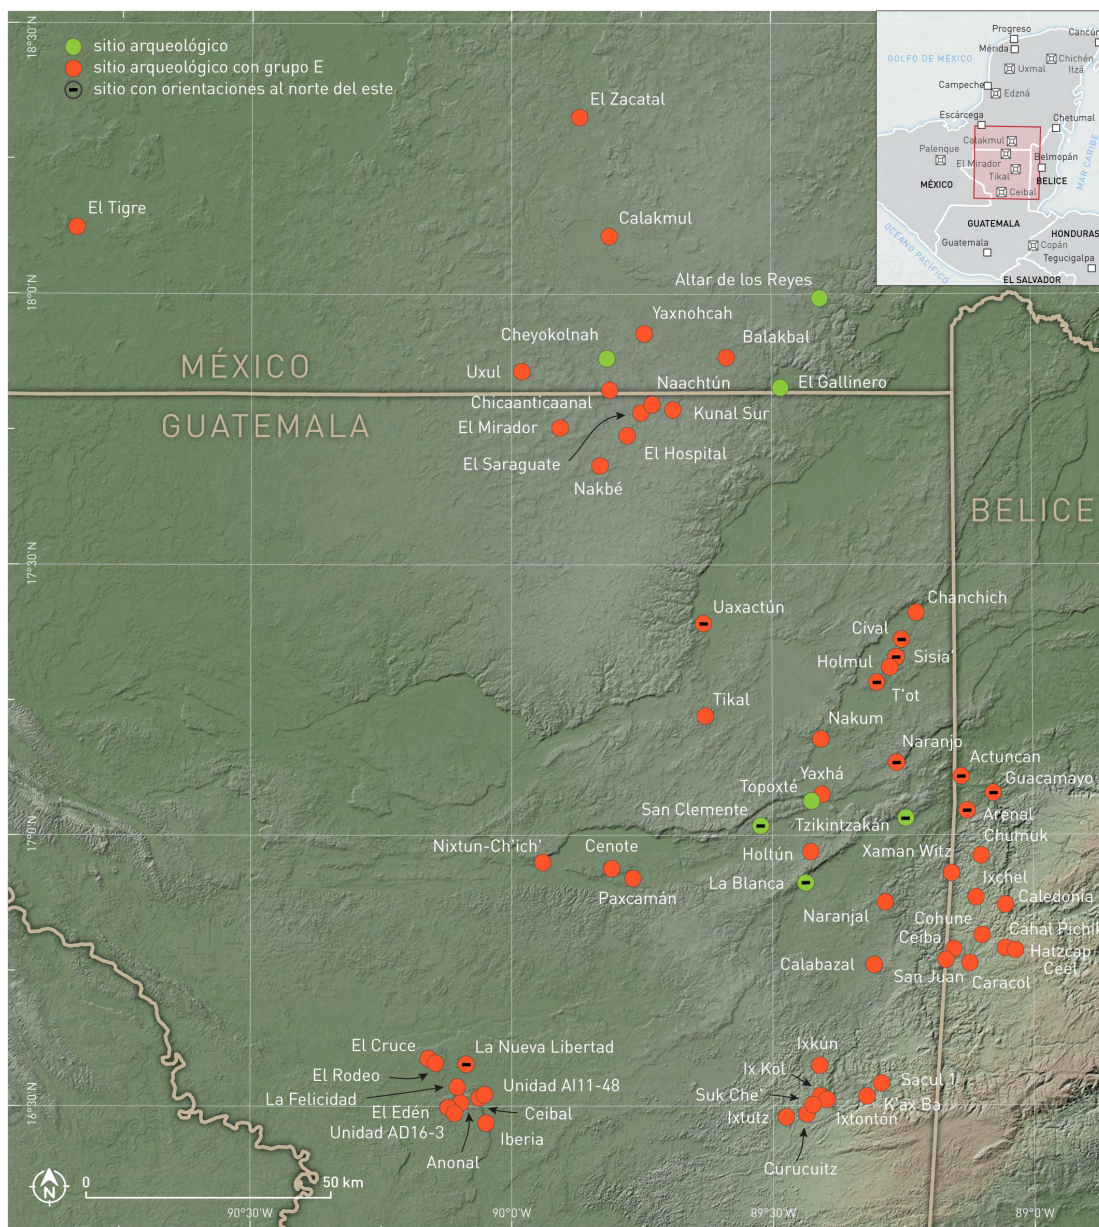 18°30'N
sitio arqueológico
sitio arqueológico con grupo E
sitio con orientaciones al norte del este
Progreso
Cancún
Mérida
GOLFO DE MÉXICO
Chichén
Itzá
Uxmal
Campeche
Edzná
Escárcega
Chetumal
Calakmul
Palenque
El Mirador
Belmopán
Tikal
MÉXICO
BELICE
MAR CARIBE
Ceibal
GUATEMALA
HONDURAS
OCÉANO PACÍFICO
Guatemala
Copán
Tegucigalpa
EL SALVADOR
El Zacatal
El Tigre
Calakmul
18°0'N
Altar de los Reyes
Yaxnohcah
Cheyokolnah
Balakbal
MÉXICO
Uxul
Naachtún
El Gallinero
Chicaanticaanal
GUATEMALA
El Mirador
Kunal Sur
El Saraguate
El Hospital
Nakbé
BELICE
17°30'N
Uaxactún
Chanchich
Cival
Sisia'
Holmul
T'ot
Tikal
Nakum
Naranjo
Actuncan
Yaxhá
Guacamayo
Topoxté
San Clemente
Arenal
Tzikintzakán
17°0'N
Chumuk
Nixtun-Ch'ich'
Cenote
Holtún
Xaman Witz
La Blanca
Ixchel
Paxcamán
Caledonia
Naranjal
Cohune
Cahal Pichik
Ceiba
Hatzcap
Ceel
Calabazal
San Juan
Caracol
El Cruce
La Nueva Libertad
Ixkún
El Rodeo
Ix Kol
Sacul 1
La Felicidad
Unidad AI11-48
Suk Che'
K'ax Ba
16°30'N
El Edén
Ceibal
Ixtutz
Ixtontón
Unidad AD16-3
Iberia
Anonal
Curucuitz
N
0
50 km
90°30'W
90°0'W
89°30'W
89°0'W